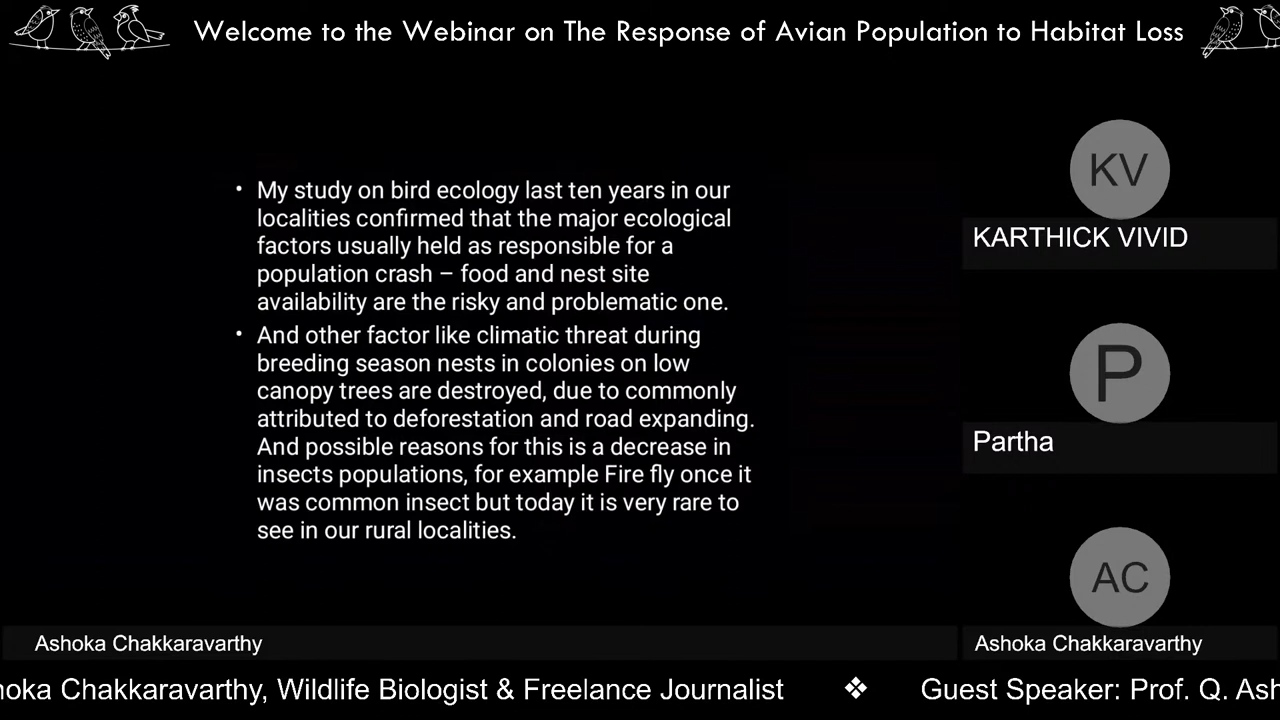 Welcome to the Webinar on The Response of Avian Population to Habitat Loss
• My study on bird ecology last ten years in our
localities confirmed that the major ecological
factors usually held as responsible for a
population crash – food and nest site
availability are the risky and problematic one.
• And other factor like climatic threat during
breeding season nests in colonies on low
canopy trees are destroyed, due to commonly
attributed to deforestation and road expanding.
And possible reasons for this is a decrease in
insects populations, for example Fire fly once it
was common insect but today it is very rare to
see in our rural localities.
KV
KARTHICK VIVID
P
Partha
AC
Ashoka Chakkaravarthy
Ashoka Chakkaravarthy
hoka Chakkaravarthy, Wildlife Biologist & Freelance Journalist ❖ Guest Speaker: Prof. Q. Ash